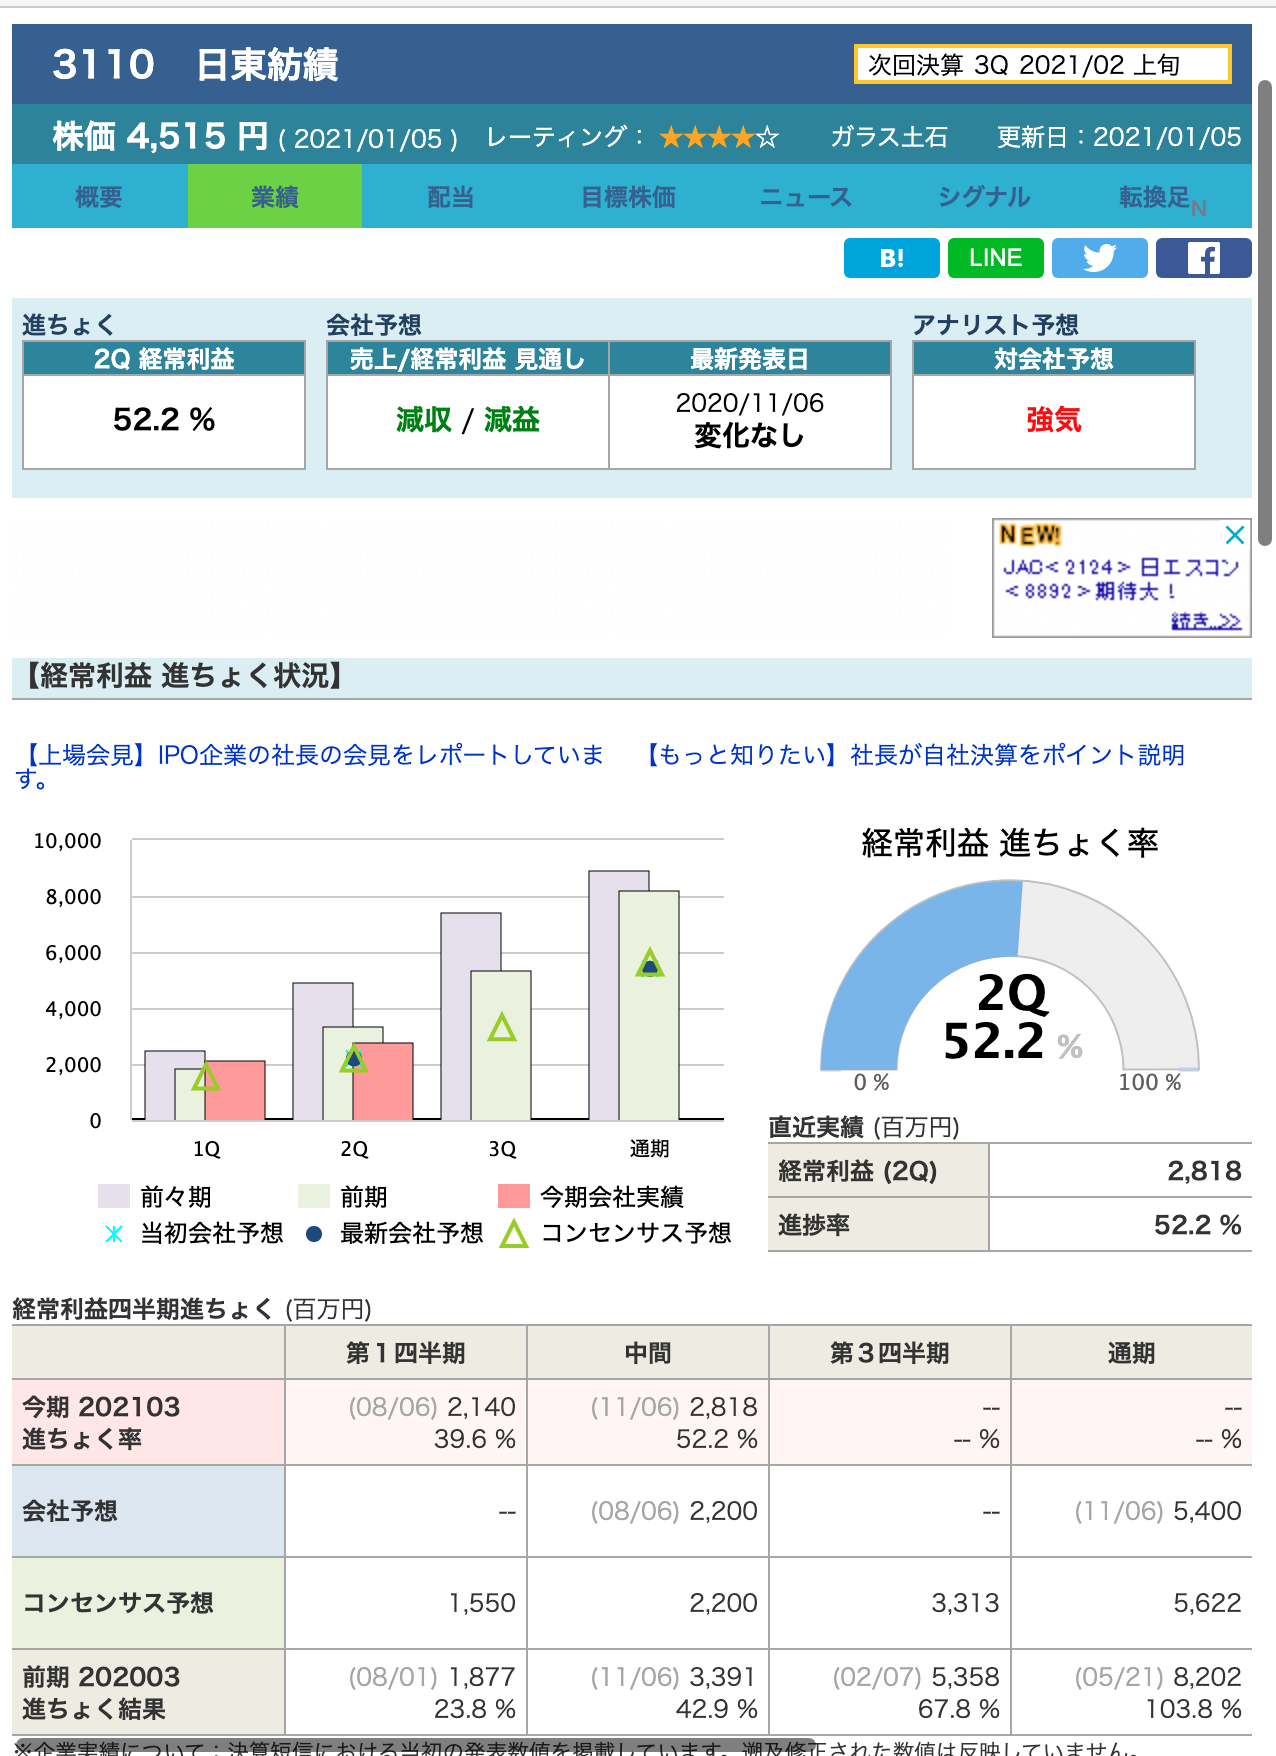 3110　日東紡績
次回決算 3Q 2021/02 上旬
株価 4,515 円 ( 2021/01/05 )　レーティング： ★★★★☆　ガラス土石　更新日：2021/01/05
概要　業績　配当　目標株価　ニュース　シグナル　転換足N
B!　LINE
進ちょく　会社予想　アナリスト予想
2Q 経常利益　売上/経常利益 見通し　最新発表日　対会社予想
52.2 %　減収 / 減益　2020/11/06　強気
変化なし
NEW!
JAC<2124> 日エスコン
<8892>期待大！
続き..>>
【経常利益 進ちょく状況】
【上場会見】IPO企業の社長の会見をレポートしています。
【もっと知りたい】社長が自社決算をポイント説明
10,000
8,000
6,000
4,000
2,000
0
1Q　2Q　3Q　通期
前々期　前期　今期会社実績
当初会社予想　最新会社予想　コンセンサス予想
経常利益 進ちょく率
2Q
52.2 %
0 %　100 %
直近実績 (百万円)
経常利益 (2Q)　2,818
進捗率　52.2 %
経常利益四半期進ちょく (百万円)
第１四半期　中間　第３四半期　通期
今期 202103　(08/06) 2,140　(11/06) 2,818　--　--
進ちょく率　39.6 %　52.2 %　-- %　-- %
会社予想　--　(08/06) 2,200　--　(11/06) 5,400
コンセンサス予想　1,550　2,200　3,313　5,622
前期 202003　(08/01) 1,877　(11/06) 3,391　(02/07) 5,358　(05/21) 8,202
進ちょく結果　23.8 %　42.9 %　67.8 %　103.8 %
※企業実績について：決算短信における当初の発表数値を掲載しています。遡及修正された数値は反映していません。